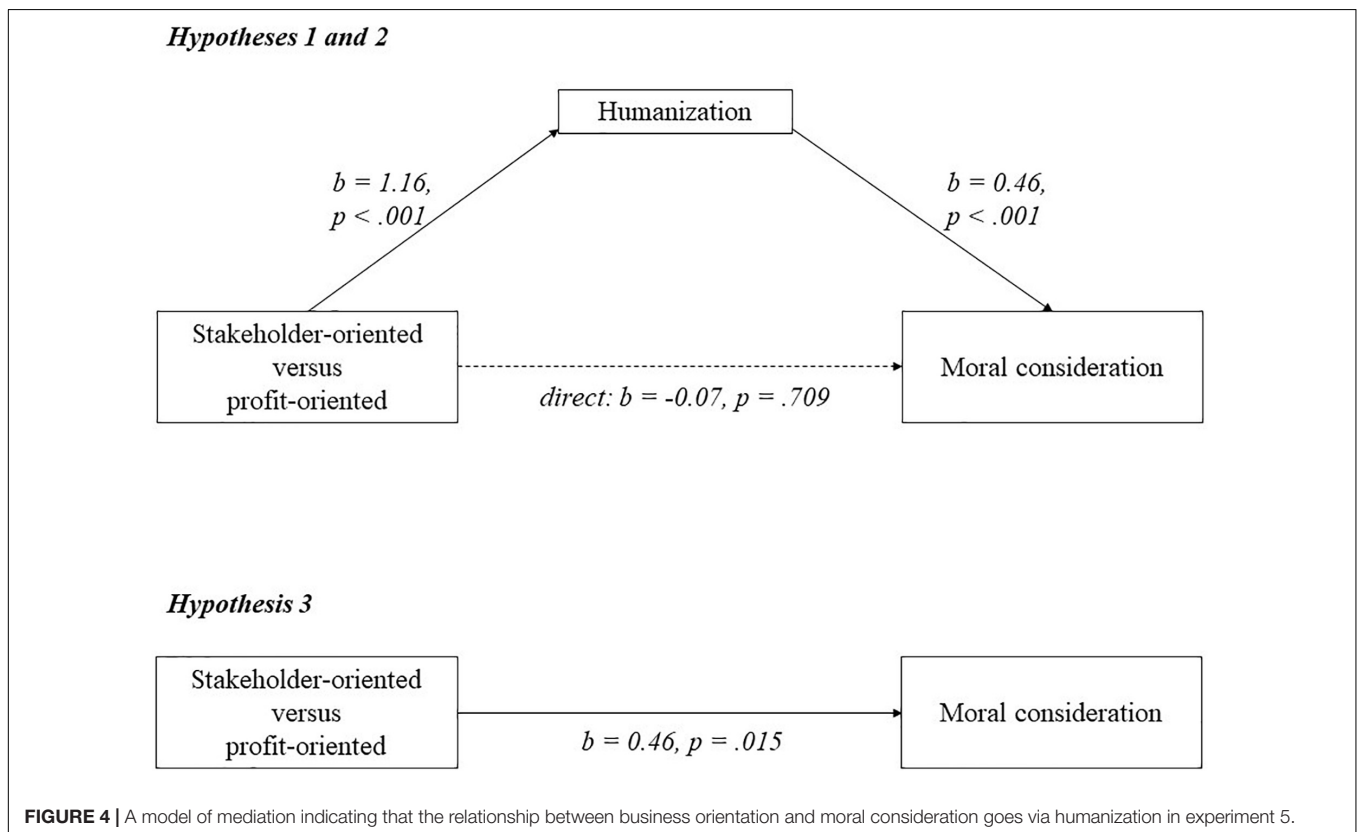 Hypotheses 1 and 2
Humanization
b = 1.16,
p < .001
b = 0.46,
p < .001
Stakeholder-oriented
versus
profit-oriented
direct: b = -0.07, p = .709
Moral consideration
Hypothesis 3
Stakeholder-oriented
versus
profit-oriented
b = 0.46, p = .015
Moral consideration
FIGURE 4 | A model of mediation indicating that the relationship between business orientation and moral consideration goes via humanization in experiment 5.